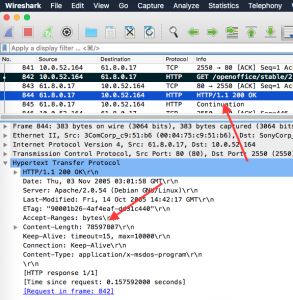 Wireshark File Edit View Go Capture Analyze Statistics Telephony
Apply a display filter ... <⌘/>
No. Source Destination Protocol Info
841 10.0.52.164 61.8.0.17 TCP 2550 → 80 [ACK] Seq=1 A
842 10.0.52.164 61.8.0.17 HTTP GET /openoffice/stable/2
843 61.8.0.17 10.0.52.164 TCP 80 → 2550 [ACK] Seq=1 A
844 61.8.0.17 10.0.52.164 HTTP HTTP/1.1 200 OK
845 61.8.0.17 10.0.52.164 HTTP Continuation
Frame 844: 383 bytes on wire (3064 bits), 383 bytes captured (3064 bits)
Ethernet II, Src: 3ComCorp_c9:51:b6 (00:04:75:c9:51:b6), Dst: SonyCorp_
Internet Protocol Version 4, Src: 61.8.0.17, Dst: 10.0.52.164
Transmission Control Protocol, Src Port: 80 (80), Dst Port: 2550 (2550)
Hypertext Transfer Protocol
HTTP/1.1 200 OK\r\n
Date: Thu, 03 Nov 2005 03:01:58 GMT\r\n
Server: Apache/2.0.54 (Debian GNU/Linux)\r\n
Last-Modified: Fri, 14 Oct 2005 14:42:17 GMT\r\n
Accept-Ranges: bytes\r\n
Content-Length: 78597807\r\n
Keep-Alive: timeout=15, max=10000\r\n
Connection: Keep-Alive\r\n
Content-Type: application/x-msdos-program\r\n
\r\n
[HTTP response 1/1]
[Time since request: 0.157592000 seconds]
[Request in frame: 842]